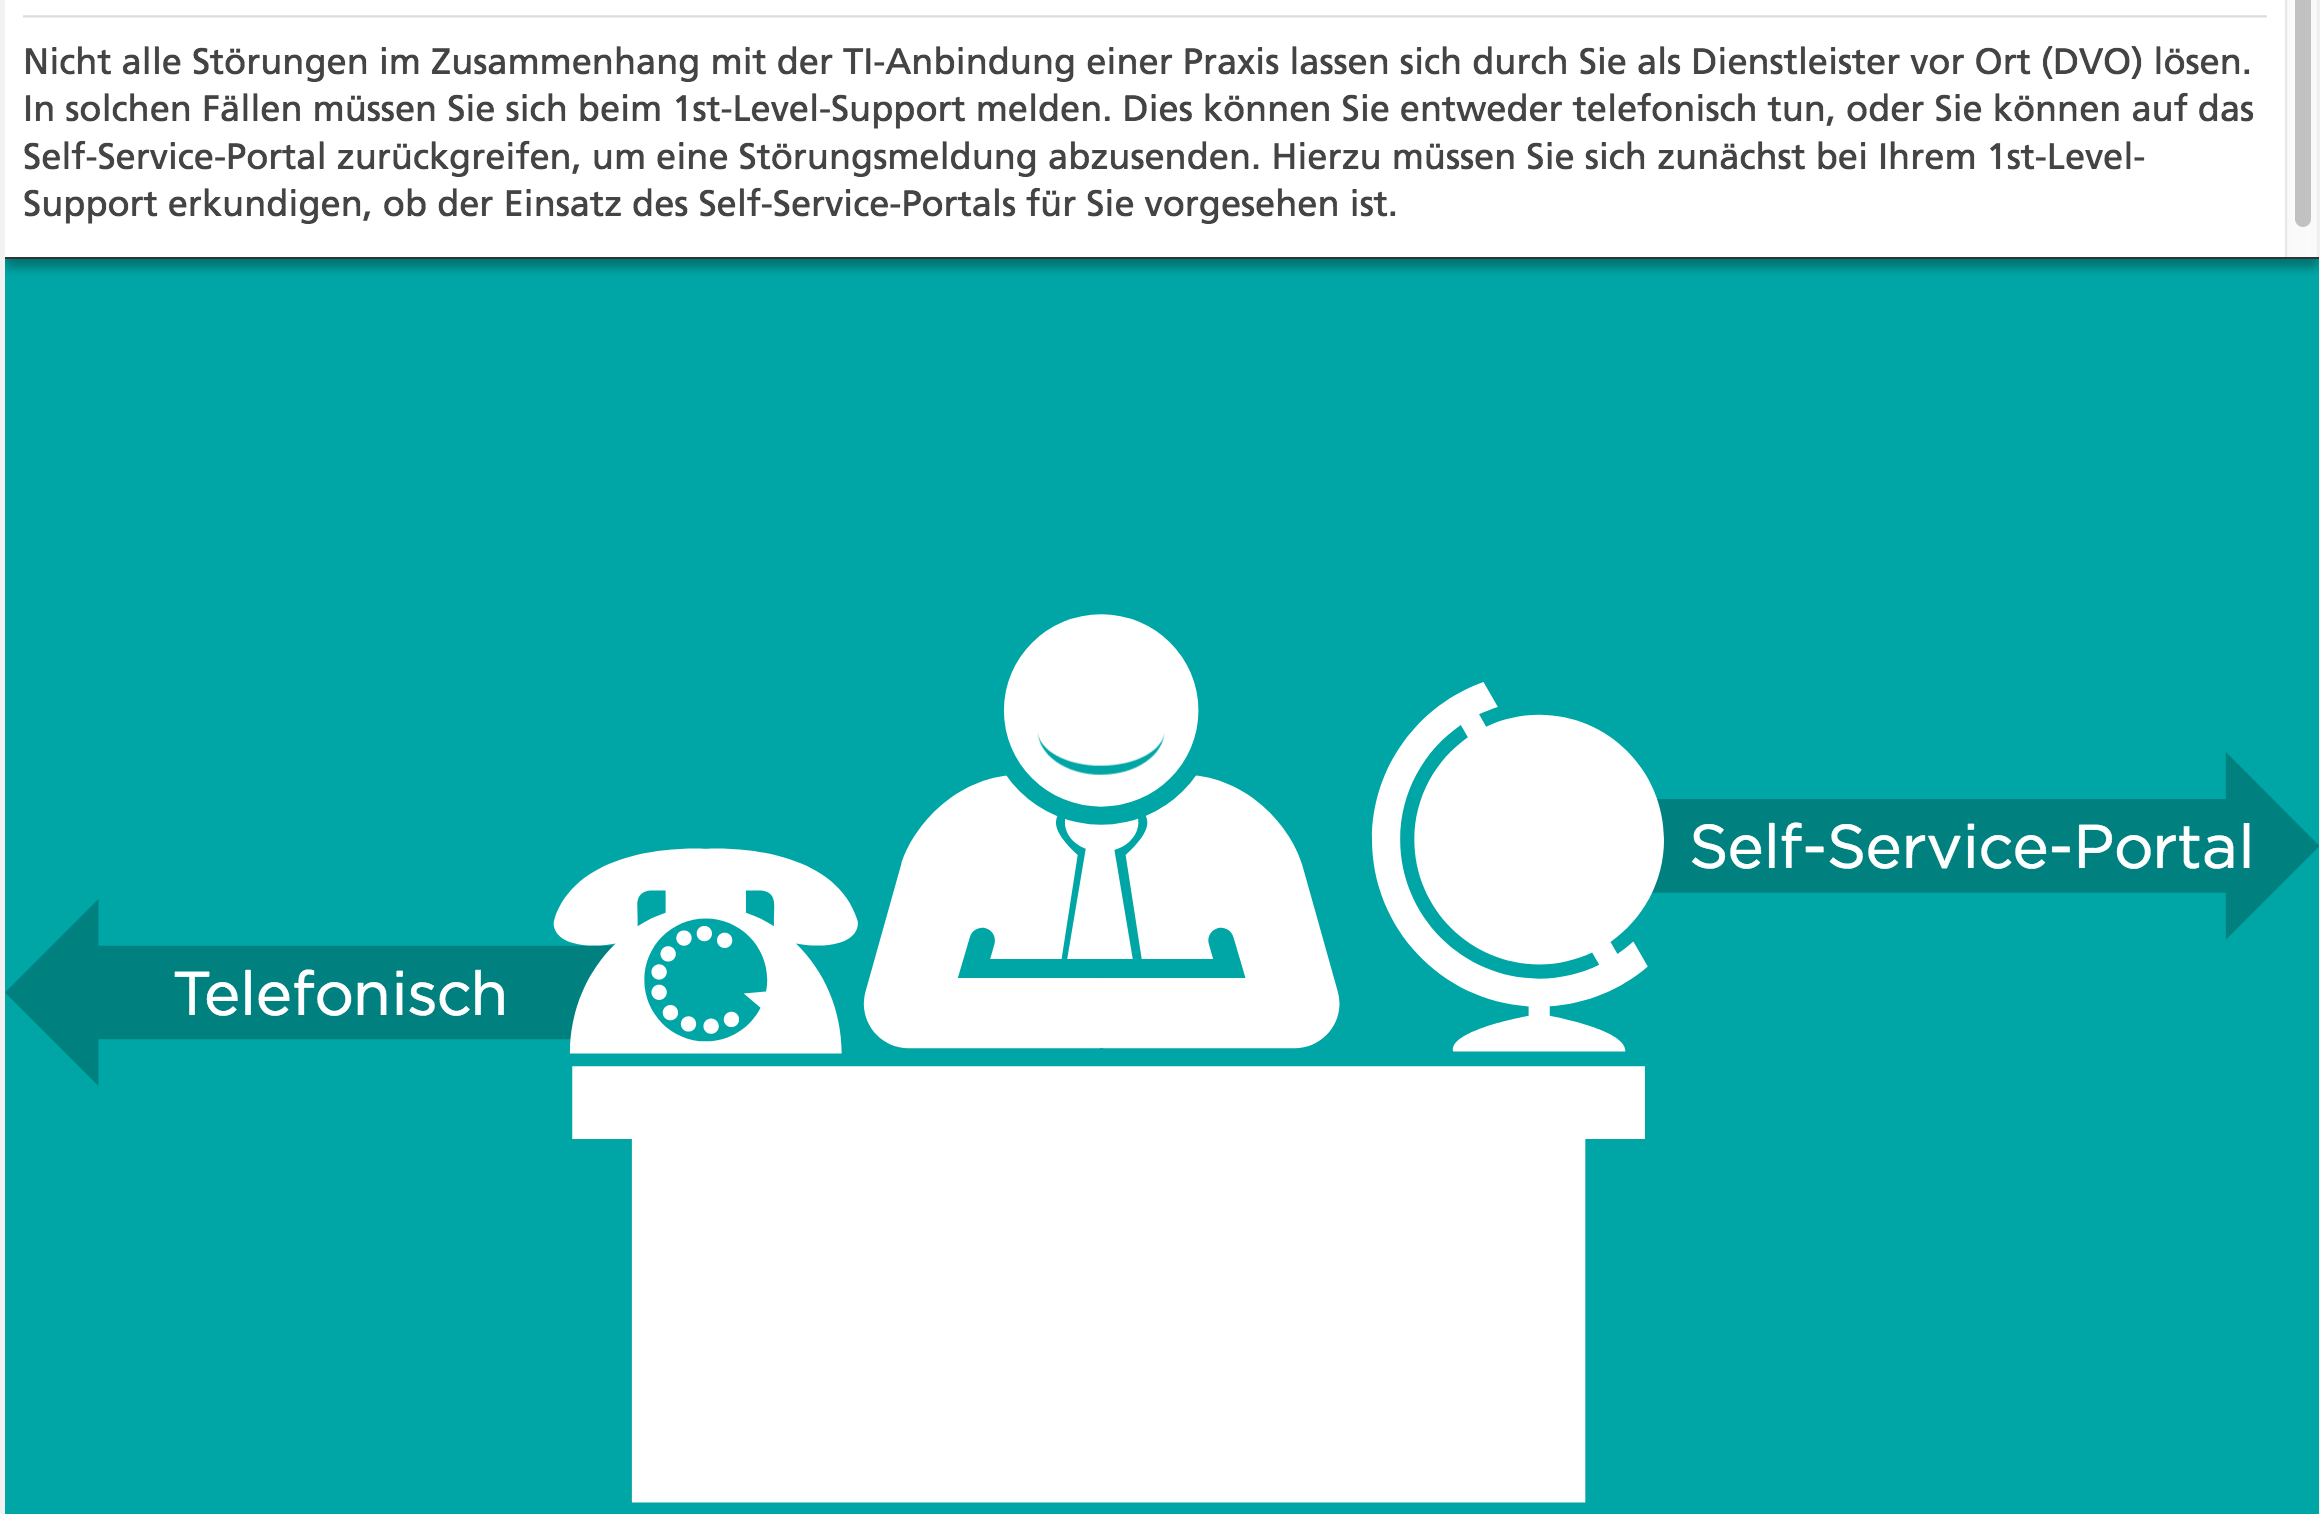 Nicht alle Störungen im Zusammenhang mit der TI-Anbindung einer Praxis lassen sich durch Sie als Dienstleister vor Ort (DVO) lösen.
In solchen Fällen müssen Sie sich beim 1st-Level-Support melden. Dies können Sie entweder telefonisch tun, oder Sie können auf das
Self-Service-Portal zurückgreifen, um eine Störungsmeldung abzusenden. Hierzu müssen Sie sich zunächst bei Ihrem 1st-Level-
Support erkundigen, ob der Einsatz des Self-Service-Portals für Sie vorgesehen ist.
Self-Service-Portal
Telefonisch